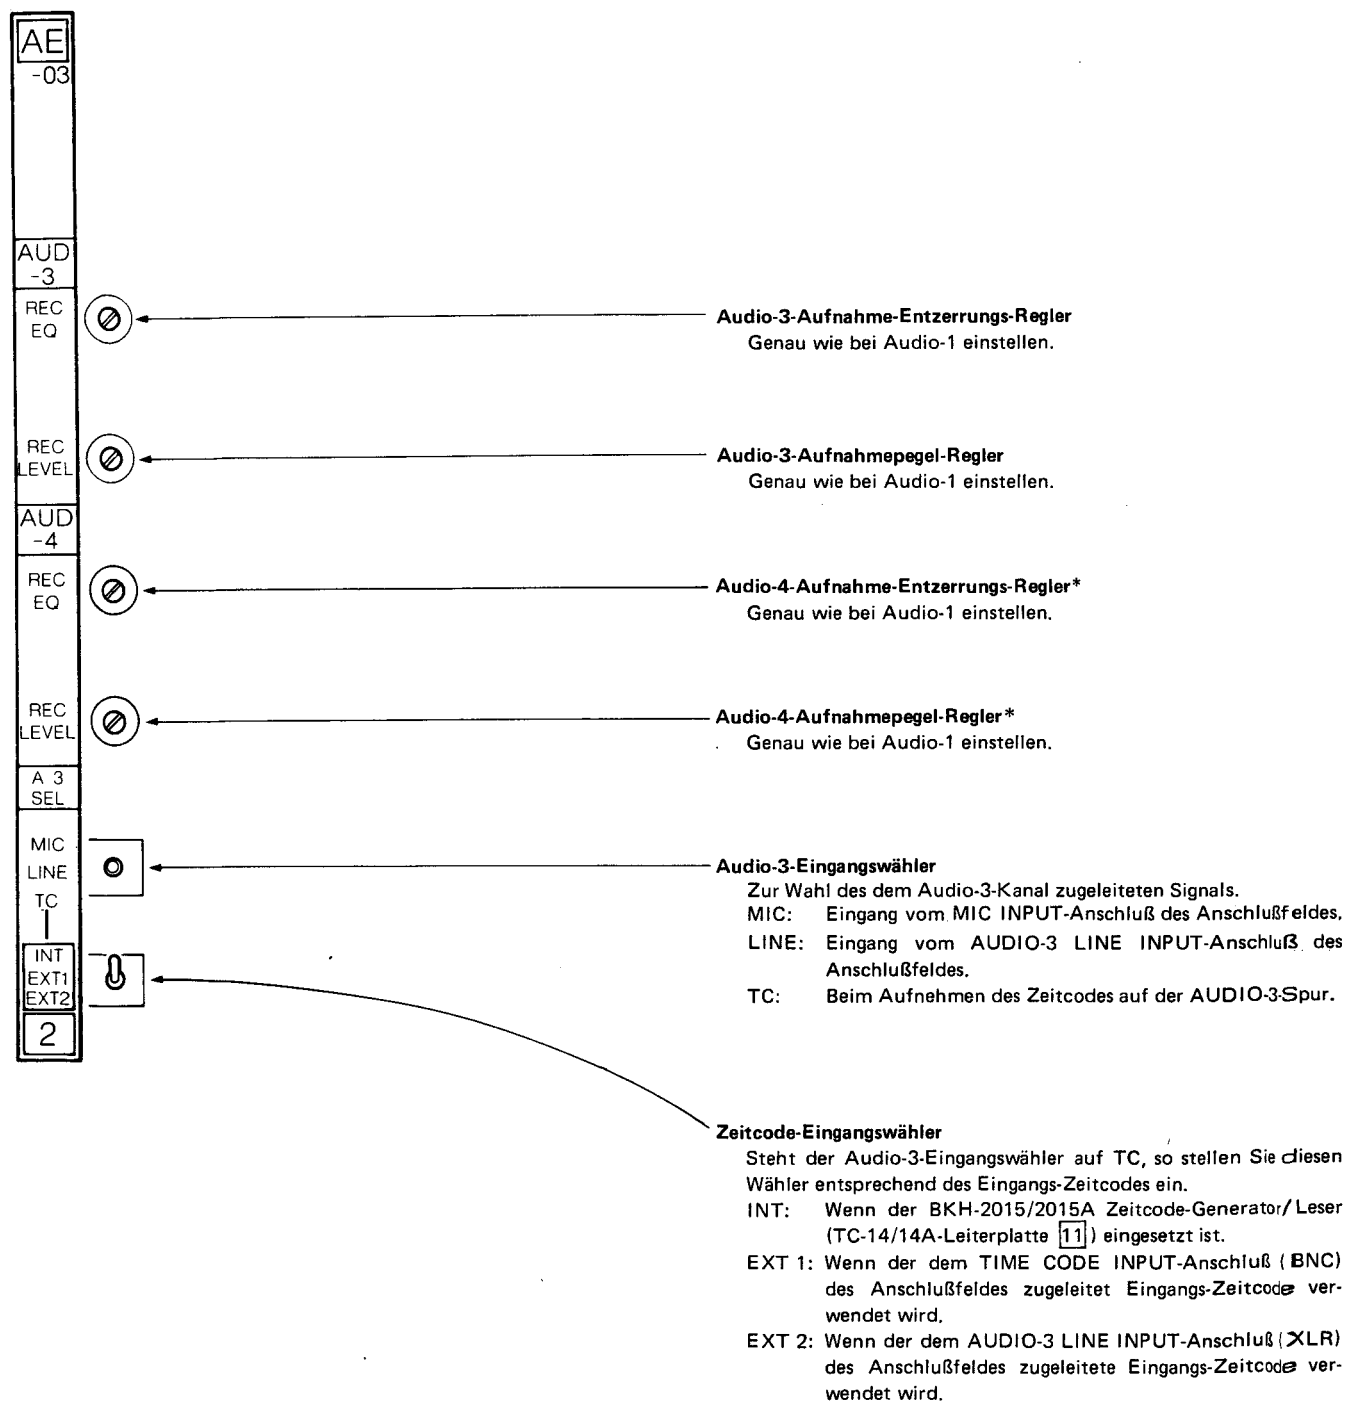 AE
-03
AUD
-3
REC
EQ
Audio-3-Aufnahme-Entzerrungs-Regler
Genau wie bei Audio-1 einstellen.
REC
LEVEL
Audio-3-Aufnahmepegel-Regler
Genau wie bei Audio-1 einstellen.
AUD
-4
REC
EQ
Audio-4-Aufnahme-Entzerrungs-Regler*
Genau wie bei Audio-1 einstellen.
REC
LEVEL
Audio-4-Aufnahmepegel-Regler*
Genau wie bei Audio-1 einstellen.
A 3
SEL
MIC
LINE
TC
INT
EXT1
EXT2
2
Audio-3-Eingangswähler
Zur Wahl des dem Audio-3-Kanal zugeleiteten Signals.
MIC: Eingang vom MIC INPUT-Anschluß des Anschlußfeldes.
LINE: Eingang vom AUDIO-3 LINE INPUT-Anschluß des
Anschlußfeldes.
TC: Beim Aufnehmen des Zeitcodes auf der AUDIO-3-Spur.
Zeitcode-Eingangswähler
Steht der Audio-3-Eingangswähler auf TC, so stellen Sie diesen
Wähler entsprechend des Eingangs-Zeitcodes ein.
INT: Wenn der BKH-2015/2015A Zeitcode-Generator/Leser
(TC-14/14A-Leiterplatte 11) eingesetzt ist.
EXT 1: Wenn der dem TIME CODE INPUT-Anschluß (BNC)
des Anschlußfeldes zugeleitet Eingangs-Zeitcode ver-
wendet wird.
EXT 2: Wenn der dem AUDIO-3 LINE INPUT-Anschluß (XLR)
des Anschlußfeldes zugeleitete Eingangs-Zeitcode ver-
wendet wird.